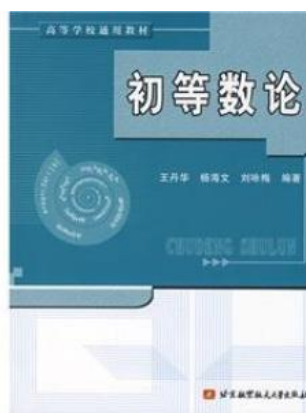 高等学校通用教材
初等数论
王丹华 杨海文 刘咏梅 编著
CHUDENG SHULUN
北京航空航天大学出版社